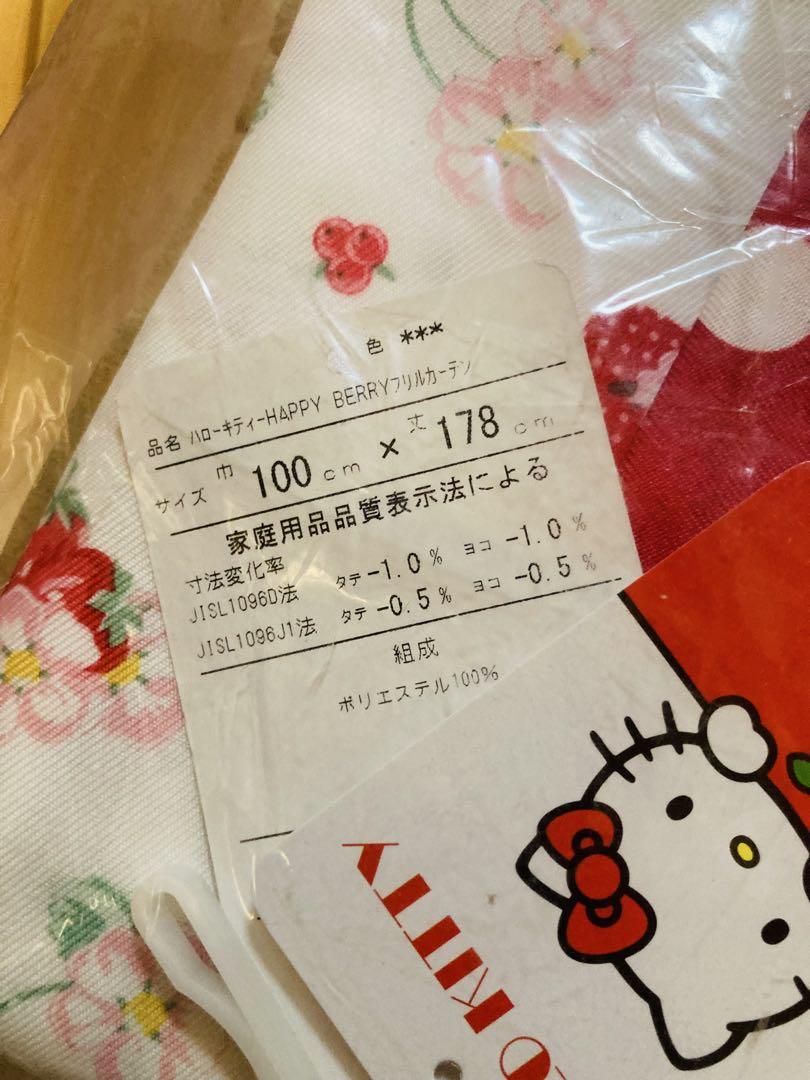 色 ***
品名 ハローキティーHAPPY BERRYフリルカーテン
サイズ 巾 100cm × 丈 178cm
家庭用品品質表示法による
寸法変化率
JISL1096D法 タテ-1.0% ヨコ-1.0%
JISL1096J1法 タテ-0.5% ヨコ-0.5%
組成
ポリエステル100%
KITTY